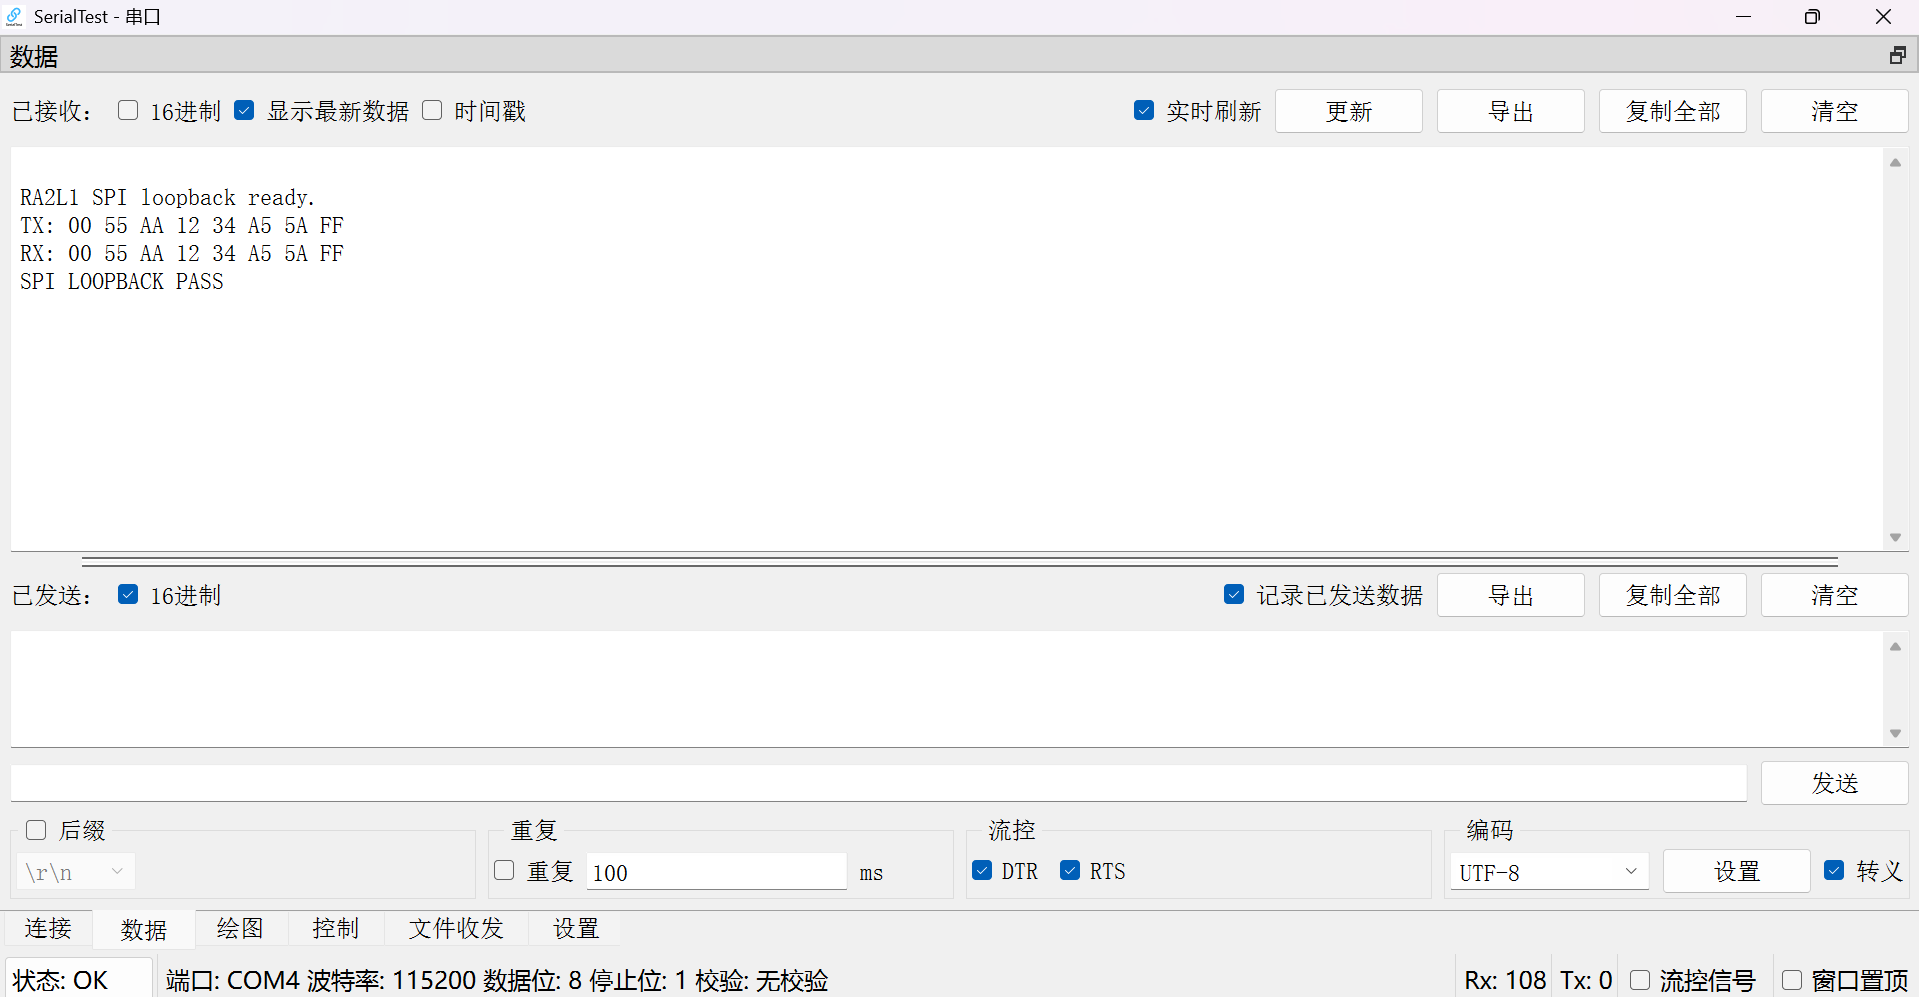 SerialTest - 串口
数据
已接收： 16进制 显示最新数据 时间戳 实时刷新 更新 导出 复制全部 清空
RA2L1 SPI loopback ready.
TX: 00 55 AA 12 34 A5 5A FF
RX: 00 55 AA 12 34 A5 5A FF
SPI LOOPBACK PASS
已发送： 16进制 记录已发送数据 导出 复制全部 清空
发送
后缀 重复 流控 编码
\r\n 重复 100 ms DTR RTS UTF-8 设置 转义
连接 数据 绘图 控制 文件收发 设置
状态: OK 端口: COM4 波特率: 115200 数据位: 8 停止位: 1 校验: 无校验 Rx: 108 Tx: 0 流控信号 窗口置顶